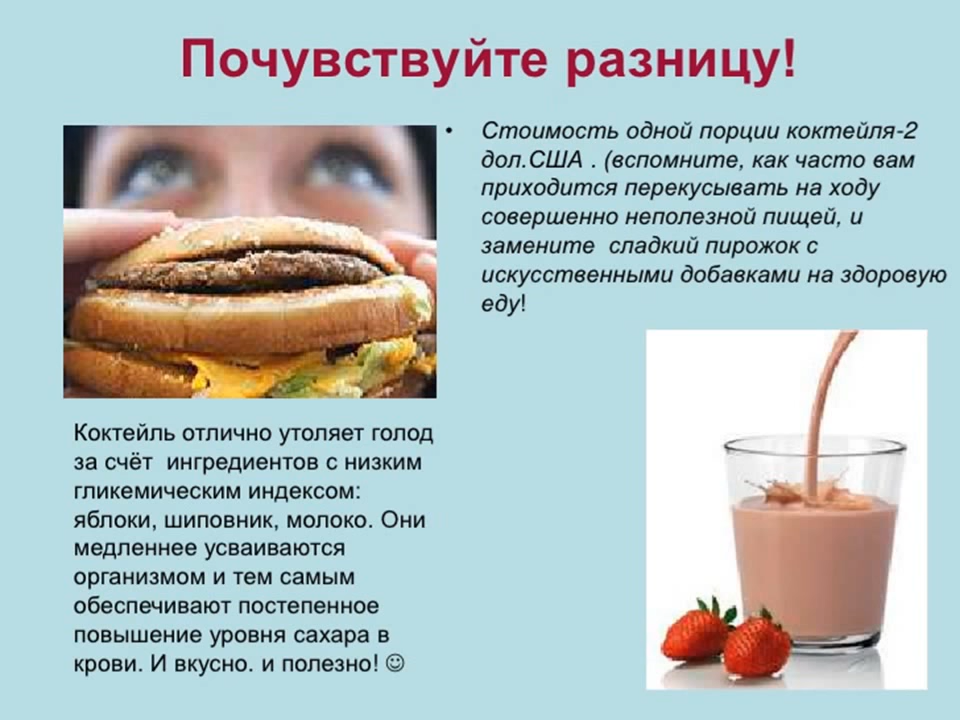 Почувствуйте разницу!
• Стоимость одной порции коктейля-2
дол.США . (вспомните, как часто вам
приходится перекусывать на ходу
совершенно неполезной пищей, и
замените  сладкий пирожок с
искусственными добавками на здоровую
еду!
Коктейль отлично утоляет голод
за счёт  ингредиентов с низким
гликемическим индексом:
яблоки, шиповник, молоко. Они
медленнее усваиваются
организмом и тем самым
обеспечивают постепенное
повышение уровня сахара в
крови. И вкусно. и полезно! ☺